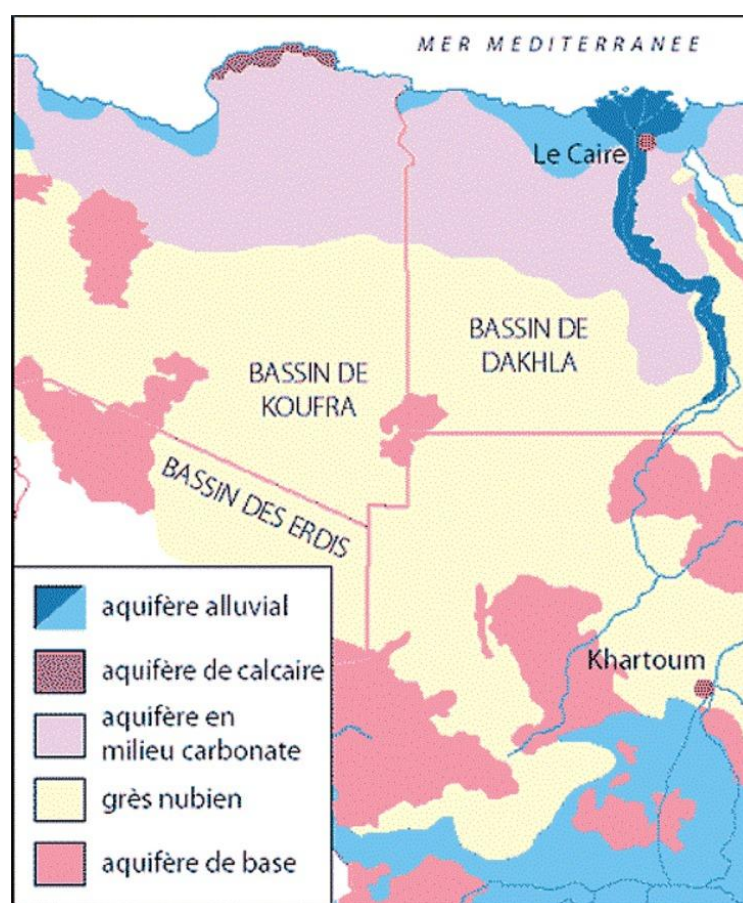 MER MEDITERRANEE
Le Caire
BASSIN DE
DAKHLA
BASSIN DE
KOUFRA
BASSIN DES ERDIS
Khartoum
aquifère alluvial
aquifère de calcaire
aquifère en
milieu carbonate
grès nubien
aquifère de base